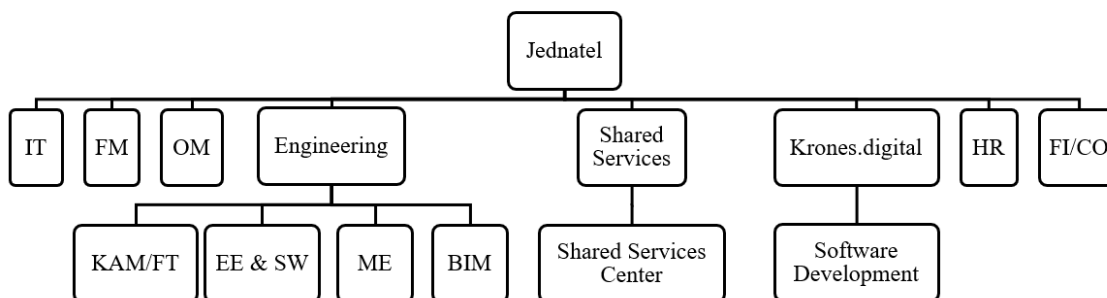 Jednatel
IT
FM
OM
Engineering
Shared
Services
Krones.digital
HR
FI/CO
KAM/FT
EE & SW
ME
BIM
Shared Services
Center
Software
Development